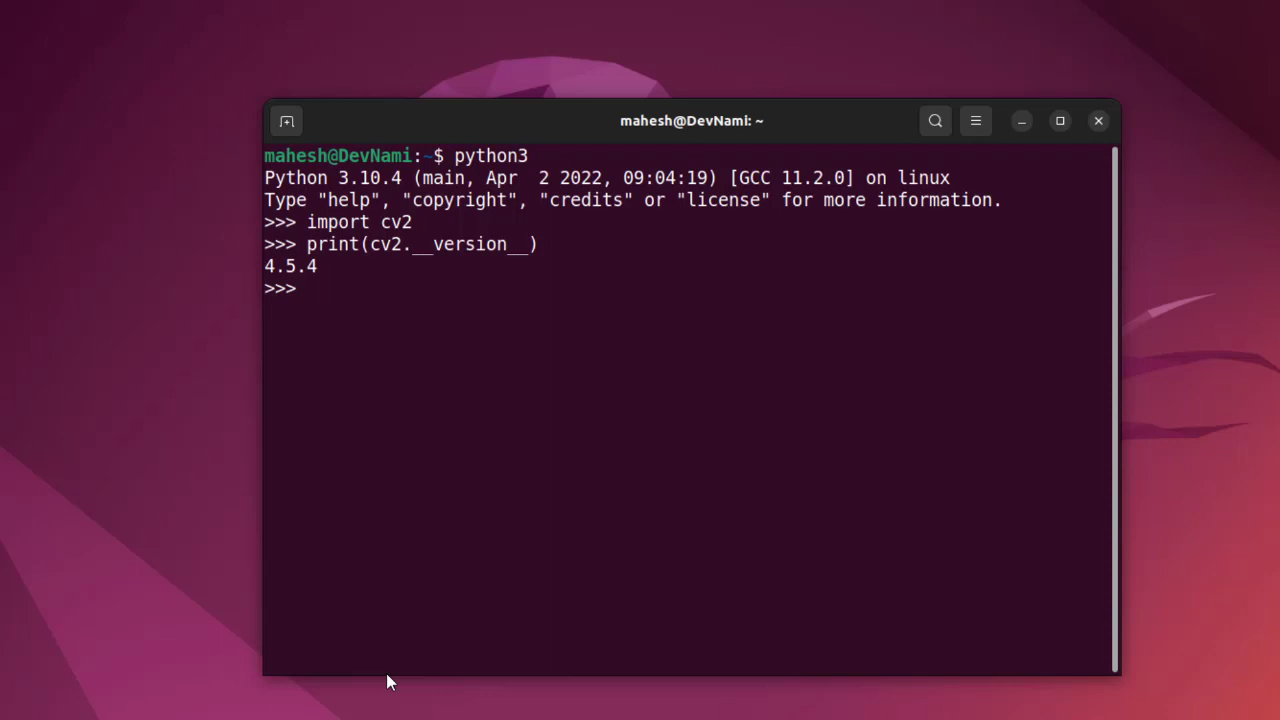 mahesh@DevNami: ~
mahesh@DevNami:~$ python3
Python 3.10.4 (main, Apr  2 2022, 09:04:19) [GCC 11.2.0] on linux
Type "help", "copyright", "credits" or "license" for more information.
>>> import cv2
>>> print(cv2.__version__)
4.5.4
>>>